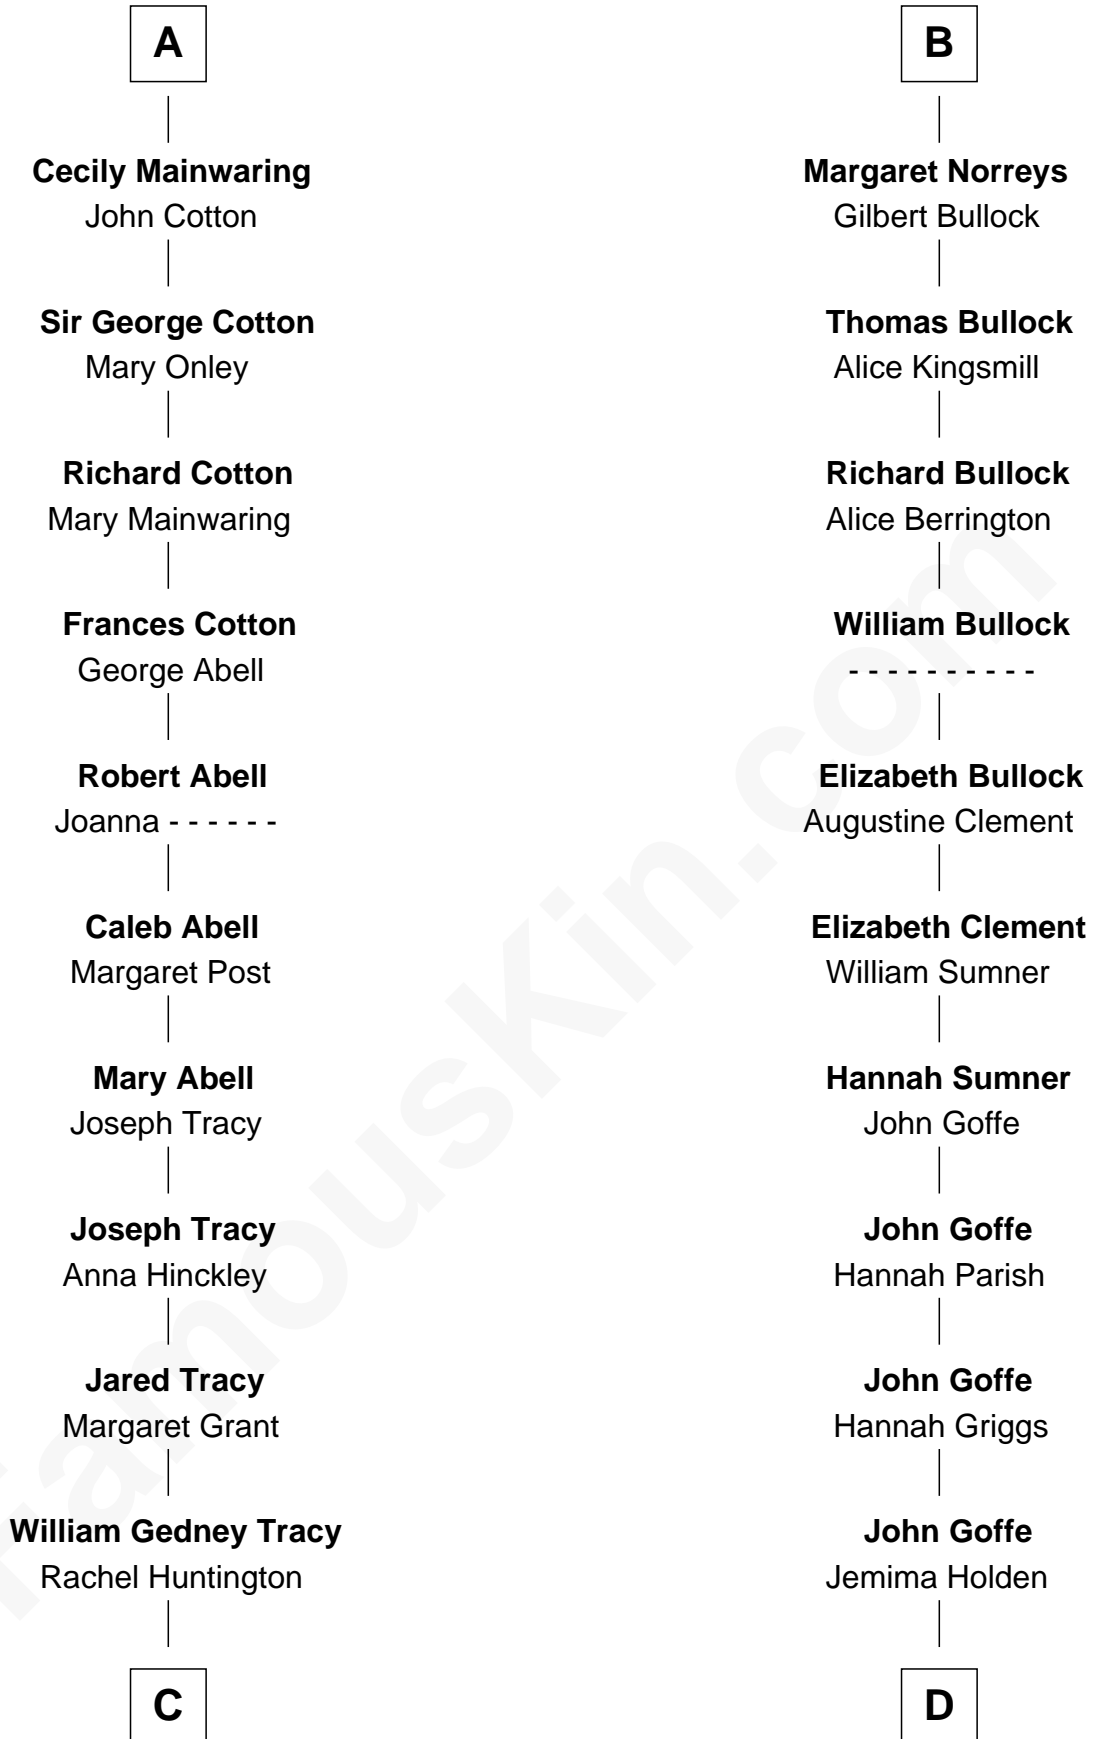 A
Cecily Mainwaring
John Cotton
Sir George Cotton
Mary Onley
Richard Cotton
Mary Mainwaring
Frances Cotton
George Abell
Robert Abell
Joanna - - - - - -
Caleb Abell
Margaret Post
Mary Abell
Joseph Tracy
Joseph Tracy
Anna Hinckley
Jared Tracy
Margaret Grant
William Gedney Tracy
Rachel Huntington
C
B
Margaret Norreys
Gilbert Bullock
Thomas Bullock
Alice Kingsmill
Richard Bullock
Alice Berrington
William Bullock
- - - - - - - - - -
Elizabeth Bullock
Augustine Clement
Elizabeth Clement
William Sumner
Hannah Sumner
John Goffe
John Goffe
Hannah Parish
John Goffe
Hannah Griggs
John Goffe
Jemima Holden
D
FamousKin.com